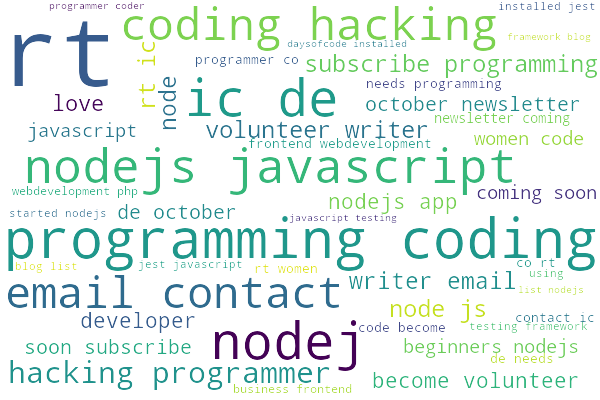 programmer coder
installed jest
rt
coding hacking
framework blog
daysofcode installed
rt ic
programmer co
subscribe programming
love
node
ic de
needs programming
october newsletter
javascript
volunteer writer
newsletter coming
women code
frontend webdevelopment
nodejs javascript
webdevelopment php
nodejs app
coming soon
started nodejs
de october
javascript testing
programming coding
blog list
jest javascript
rt women
co rt
using
email contact
writer email
list nodejs
node js
developer
nodej
code become
contact ic
testing framework
soon subscribe
beginners nodejs
de needs
hacking programmer
business frontend
become volunteer